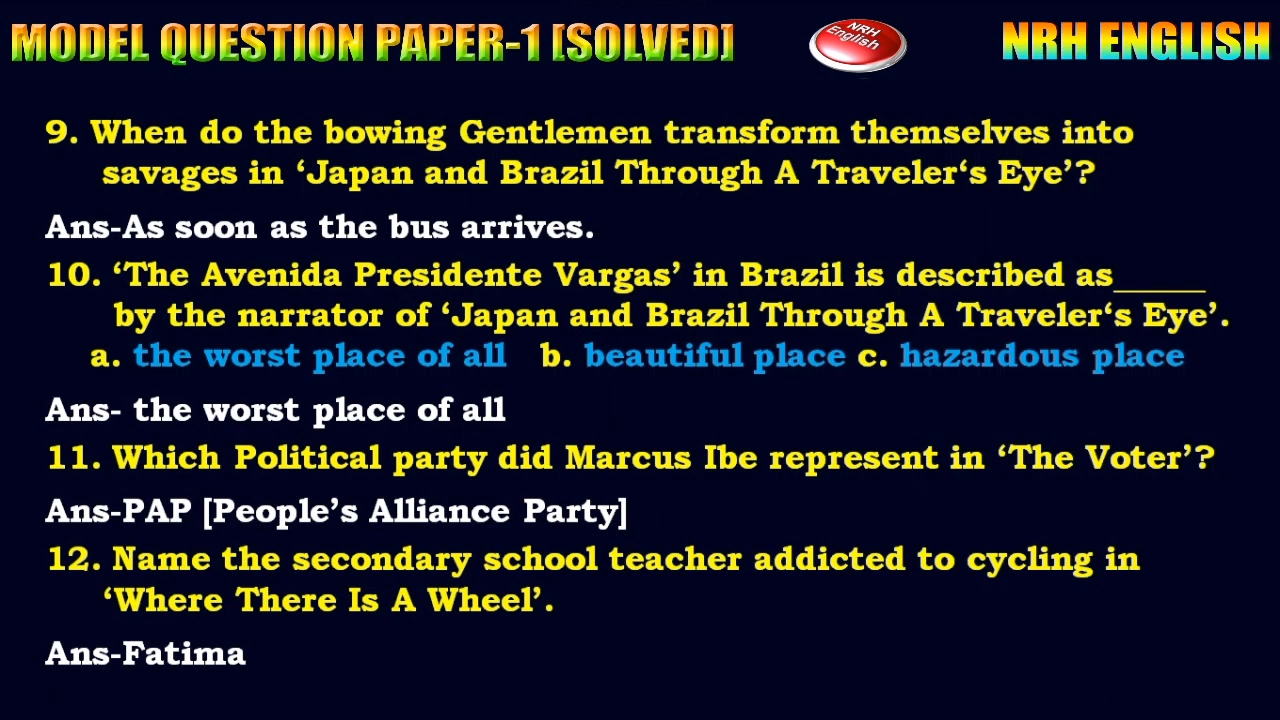 MODEL QUESTION PAPER-1 [SOLVED]
NRH English
NRH ENGLISH
9. When do the bowing Gentlemen transform themselves into
savages in ‘Japan and Brazil Through A Traveler‘s Eye’?
Ans-As soon as the bus arrives.
10. ‘The Avenida Presidente Vargas’ in Brazil is described as_____
by the narrator of ‘Japan and Brazil Through A Traveler‘s Eye’.
a. the worst place of all b. beautiful place c. hazardous place
Ans- the worst place of all
11. Which Political party did Marcus Ibe represent in ‘The Voter’?
Ans-PAP [People’s Alliance Party]
12. Name the secondary school teacher addicted to cycling in
‘Where There Is A Wheel’.
Ans-Fatima